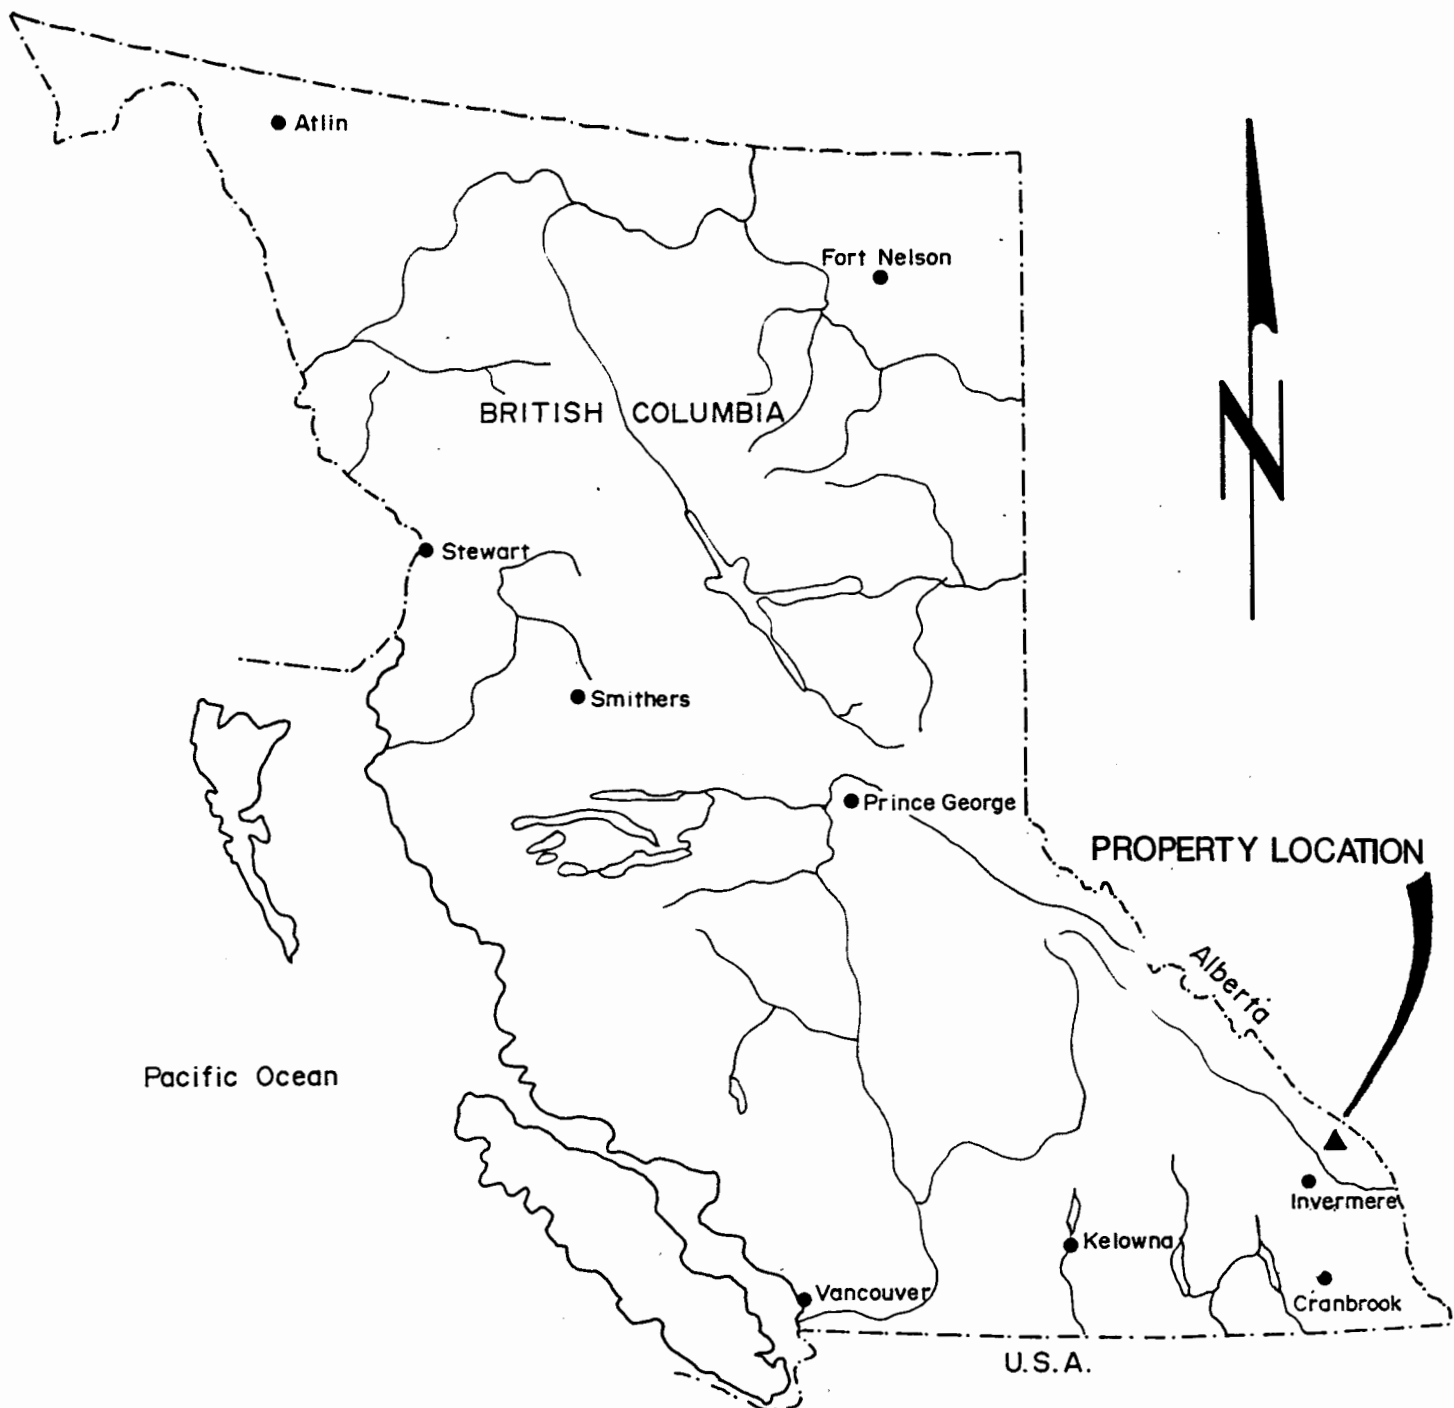 Atlin
Fort Nelson
BRITISH COLUMBIA
N
Stewart
Smithers
Prince George
PROPERTY LOCATION
Alberta
Pacific Ocean
Invermere
Kelowna
Vancouver
Cranbrook
U.S.A.